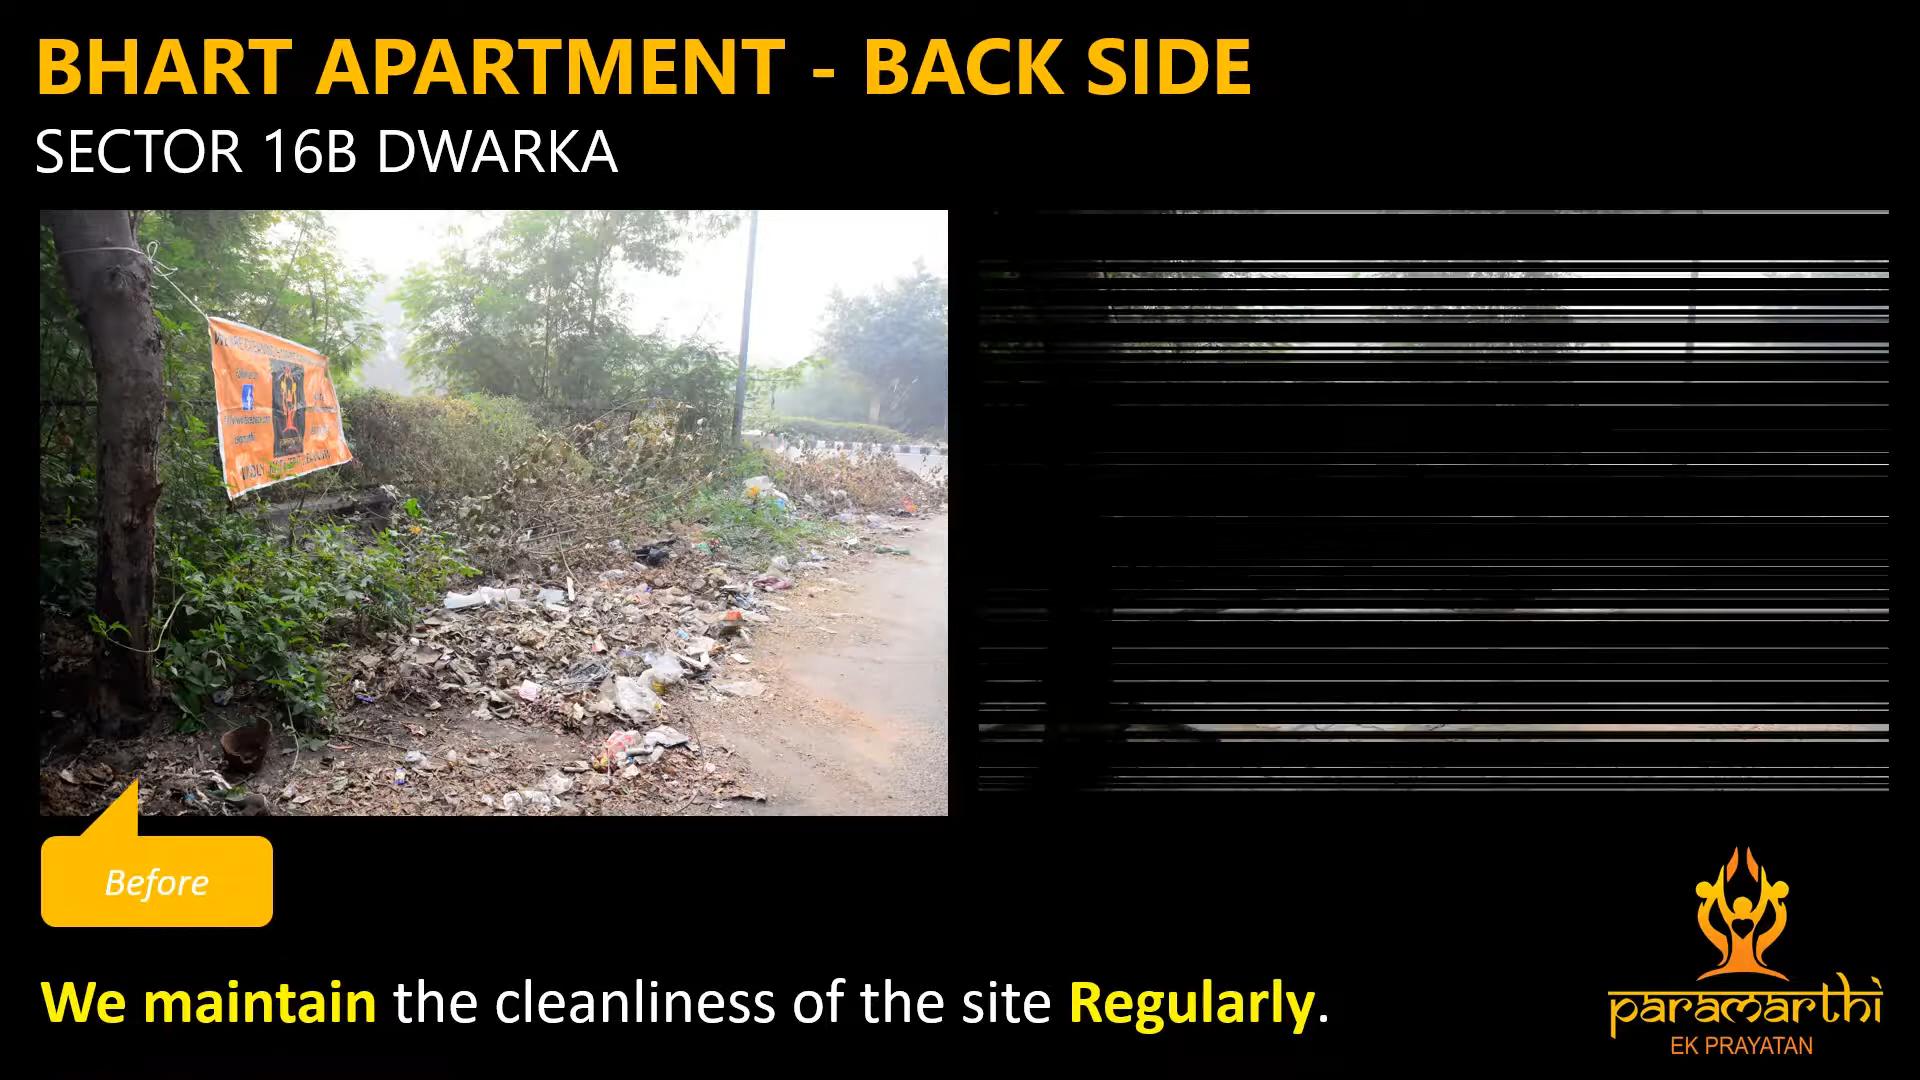 BHART APARTMENT - BACK SIDE
SECTOR 16B DWARKA
Before
We maintain the cleanliness of the site Regularly.
paramarthi
EK PRAYATAN